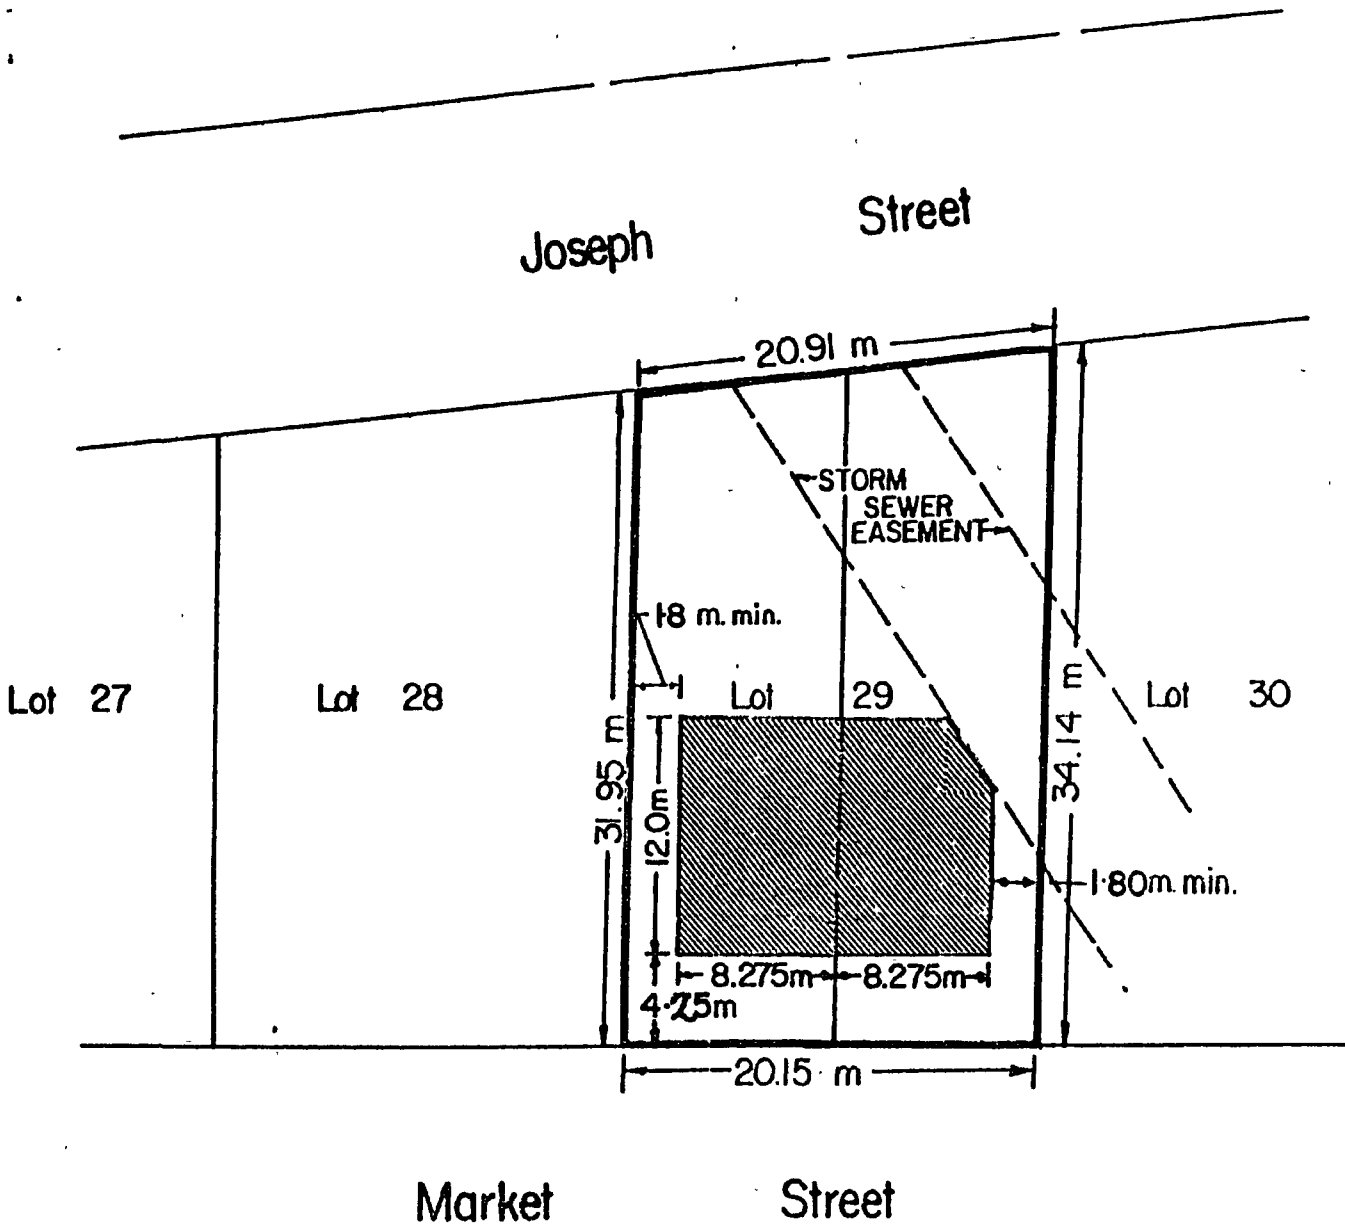 Joseph Street
20.91 m
STORM
SEWER
EASEMENT
1·8 m. min.
Lot 27
Lot 28
Lot 29
Lot 30
31.95 m
12.0m
34.14 m
1·80m. min.
8.275m
8.275m
4·25m
20.15 m
Market Street